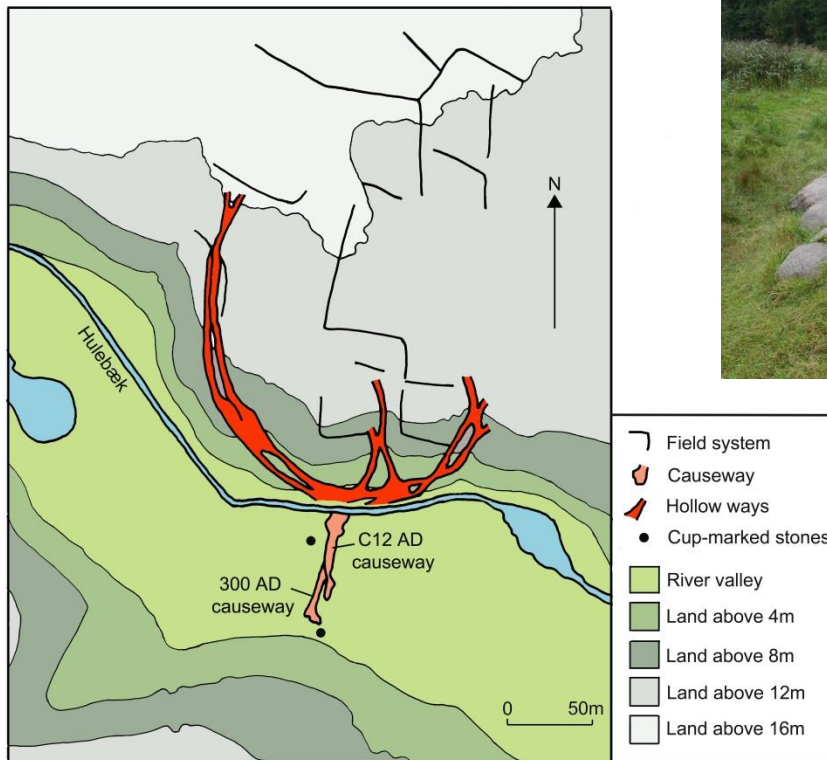 N
Hulebæk
C12 AD
causeway
300 AD
causeway
0 50m
Field system
Causeway
Hollow ways
Cup-marked stones
River valley
Land above 4m
Land above 8m
Land above 12m
Land above 16m